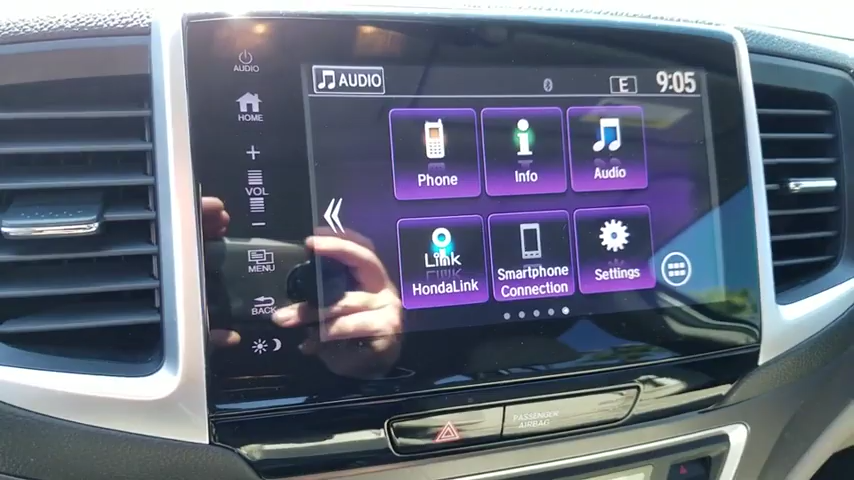 AUDIO
HOME
+
VOL
−
MENU
BACK
AUDIO
E
9:05
Phone
Info
Audio
Link
HondaLink
Smartphone
Connection
Settings
PASSENGER
AIRBAG